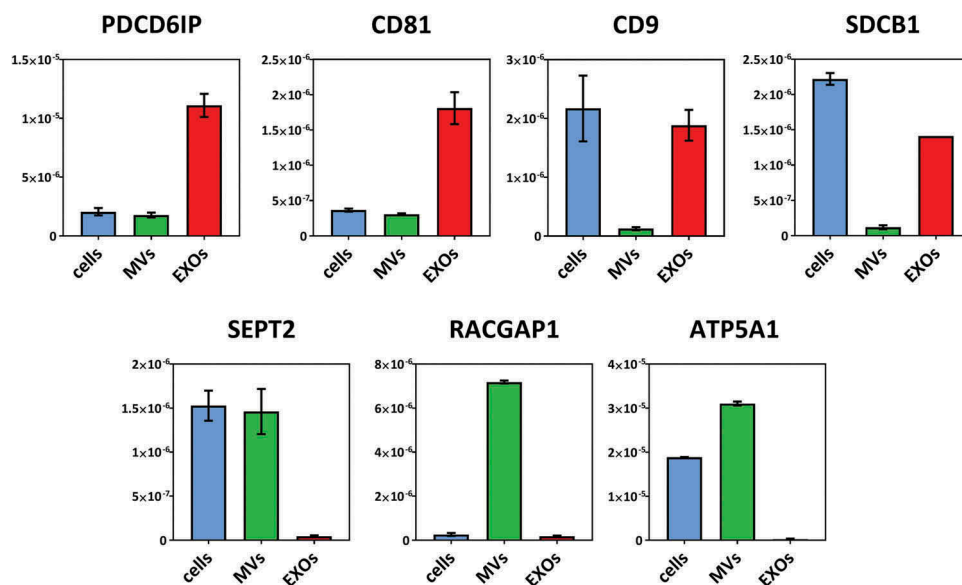 PDCD6IP
1.5×10⁻⁵
1×10⁻⁵
5×10⁻⁶
0
cells
MVs
EXOs
CD81
2.5×10⁻⁶
2×10⁻⁶
1.5×10⁻⁶
1×10⁻⁶
5×10⁻⁷
0
cells
MVs
EXOs
CD9
3×10⁻⁶
2×10⁻⁶
1×10⁻⁶
0
cells
MVs
EXOs
SDCB1
2.5×10⁻⁶
2×10⁻⁶
1.5×10⁻⁶
1×10⁻⁶
5×10⁻⁷
0
cells
MVs
EXOs
SEPT2
2×10⁻⁶
1.5×10⁻⁶
1×10⁻⁶
5×10⁻⁷
0
cells
MVs
EXOs
RACGAP1
8×10⁻⁶
6×10⁻⁶
4×10⁻⁶
2×10⁻⁶
0
cells
MVs
EXOs
ATP5A1
4×10⁻⁵
3×10⁻⁵
2×10⁻⁵
1×10⁻⁵
0
cells
MVs
EXOs